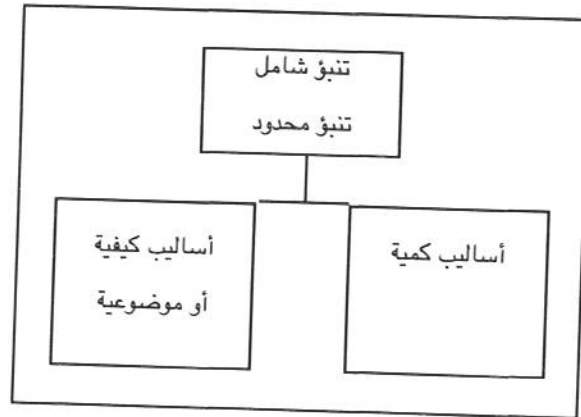 تنبؤ شامل
تنبؤ محدود
أساليب كمية
أساليب كيفية
أو موضوعية